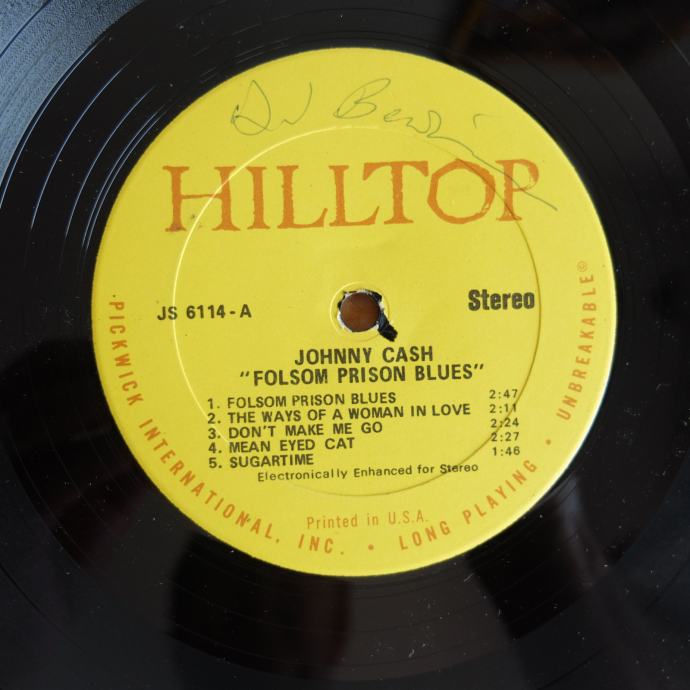 HILLTOP
JS 6114-A
Stereo
JOHNNY CASH
"FOLSOM PRISON BLUES"
1. FOLSOM PRISON BLUES 2:47
2. THE WAYS OF A WOMAN IN LOVE 2:11
3. DON'T MAKE ME GO 2:24
4. MEAN EYED CAT 2:27
5. SUGARTIME 1:46
Electronically Enhanced for Stereo
Printed in U.S.A.
• PICKWICK INTERNATIONAL, INC. • LONG PLAYING • UNBREAKABLE®